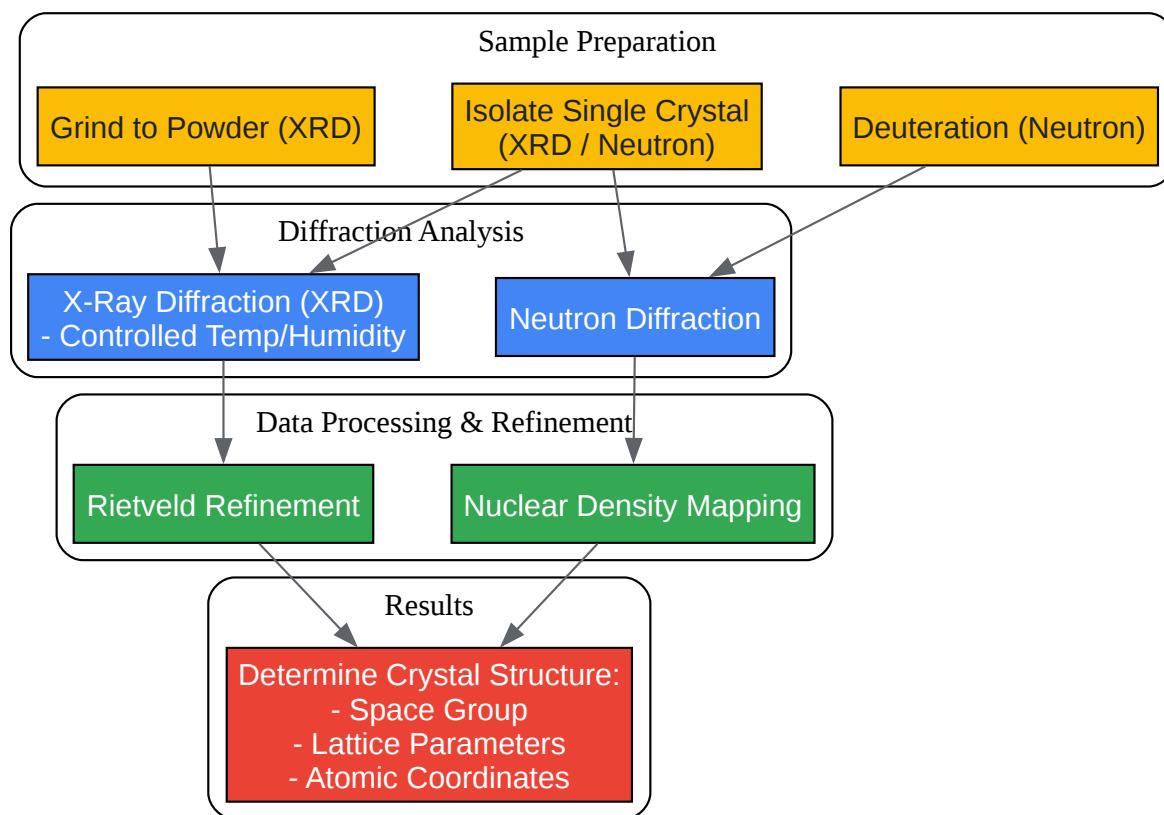 Sample Preparation
Grind to Powder (XRD)
Isolate Single Crystal
(XRD / Neutron)
Deuteration (Neutron)
Diffraction Analysis
X-Ray Diffraction (XRD)
- Controlled Temp/Humidity
Neutron Diffraction
Data Processing & Refinement
Rietveld Refinement
Nuclear Density Mapping
Results
Determine Crystal Structure:
- Space Group
- Lattice Parameters
- Atomic Coordinates